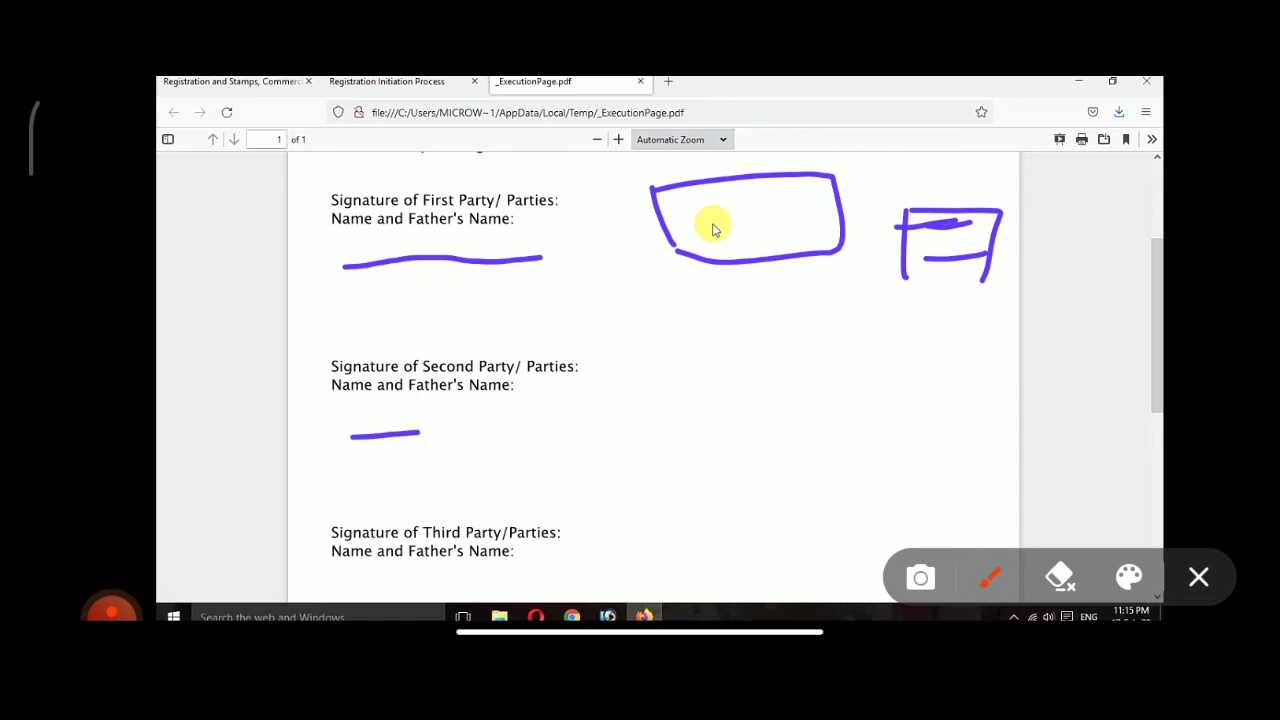 Registration and Stamps, Commerci
Registration Initiation Process
_ExecutionPage.pdf
file:///C:/Users/MICROW~1/AppData/Local/Temp/_ExecutionPage.pdf
1 of 1
Automatic Zoom
Signature of First Party/ Parties:
Name and Father's Name:
Signature of Second Party/ Parties:
Name and Father's Name:
Signature of Third Party/Parties:
Name and Father's Name:
Search the web and Windows
ENG
11:15 PM